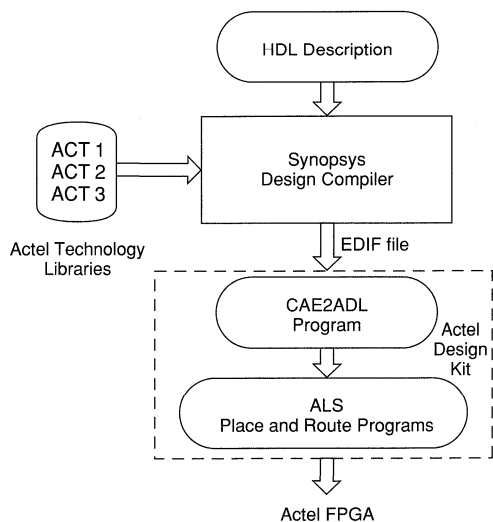 HDL Description
ACT 1
ACT 2
ACT 3
Synopsys
Design Compiler
Actel Technology
Libraries
EDIF file
CAE2ADL
Program
Actel
Design
Kit
ALS
Place and Route Programs
Actel FPGA